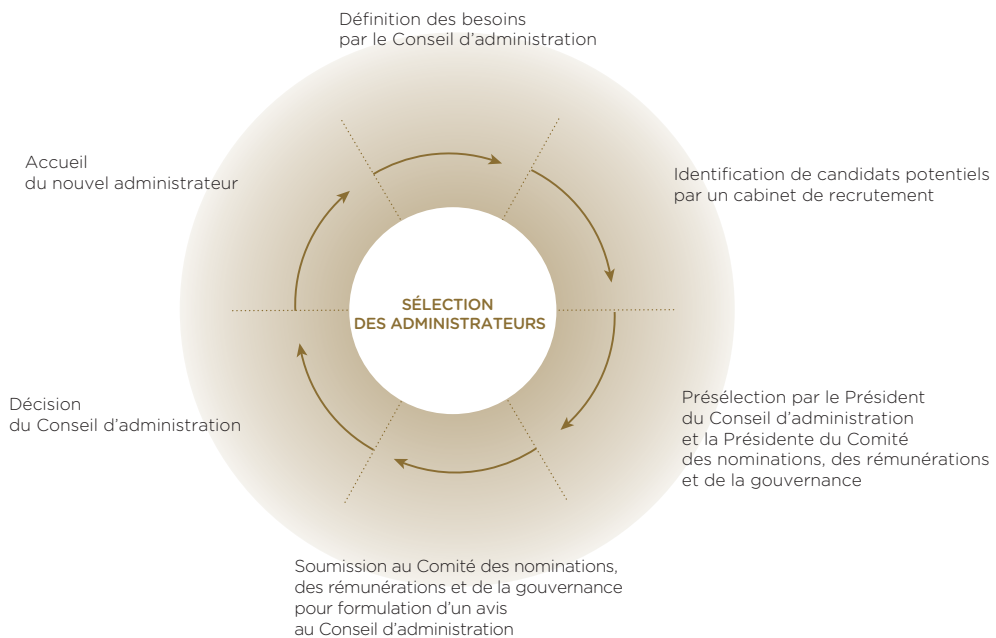 Définition des besoins
par le Conseil d'administration
Identification de candidats potentiels
par un cabinet de recrutement
Présélection par le Président
du Conseil d'administration
et la Présidente du Comité
des nominations, des rémunérations
et de la gouvernance
Soumission au Comité des nominations,
des rémunérations et de la gouvernance
pour formulation d'un avis
au Conseil d'administration
Décision
du Conseil d'administration
Accueil
du nouvel administrateur
SÉLECTION
DES ADMINISTRATEURS